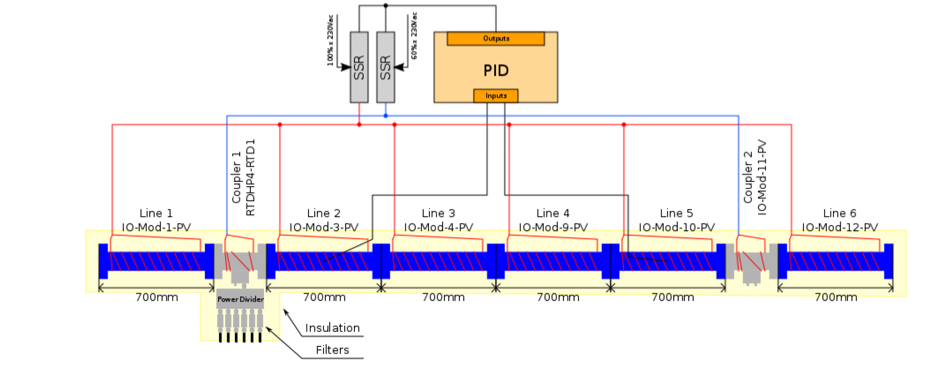 100% x 230Vac
SSR
SSR
60% x 230Vac
Outputs
PID
Inputs
Coupler 1
RTDHP4-RTD1
Coupler 2
IO-Mod-11-PV
Line 1
IO-Mod-1-PV
Line 2
IO-Mod-3-PV
Line 3
IO-Mod-4-PV
Line 4
IO-Mod-9-PV
Line 5
IO-Mod-10-PV
Line 6
IO-Mod-12-PV
700mm
700mm
700mm
700mm
700mm
700mm
Power Divider
Insulation
Filters